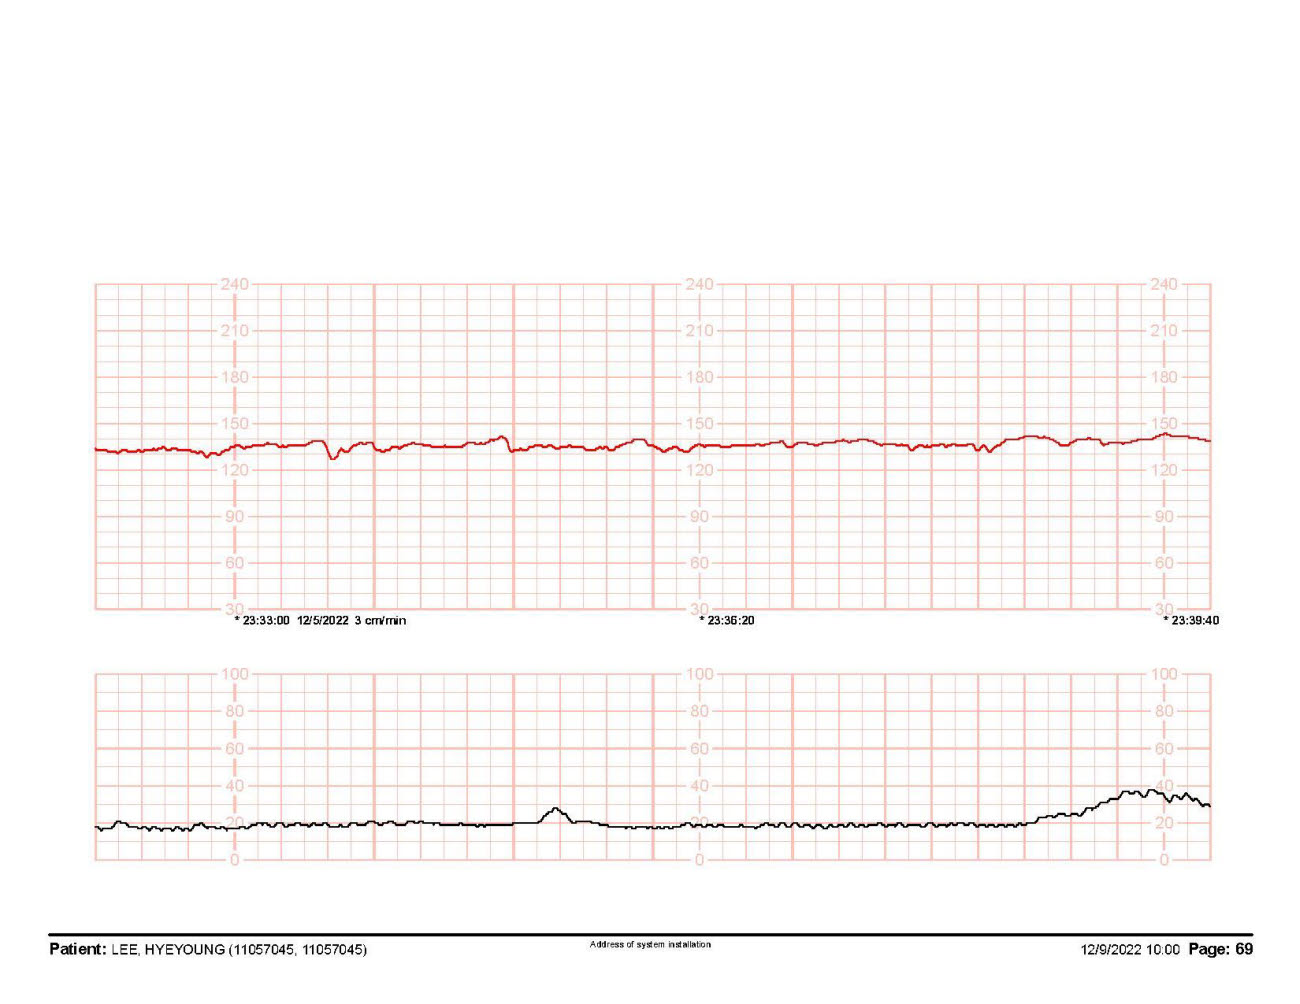 240 240 240
210 210 210
180 180 180
150 150 150
120 120 120
90 90 90
60 60 60
30 30 30
* 23:33:00 12/5/2022 3 cm/min * 23:36:20 * 23:39:40
100 100 100
80 80 80
60 60 60
40 40 40
20 20 20
0 0 0
Patient: LEE, HYEYOUNG (11057045, 11057045) Address of system installation 12/9/2022 10:00 Page: 69